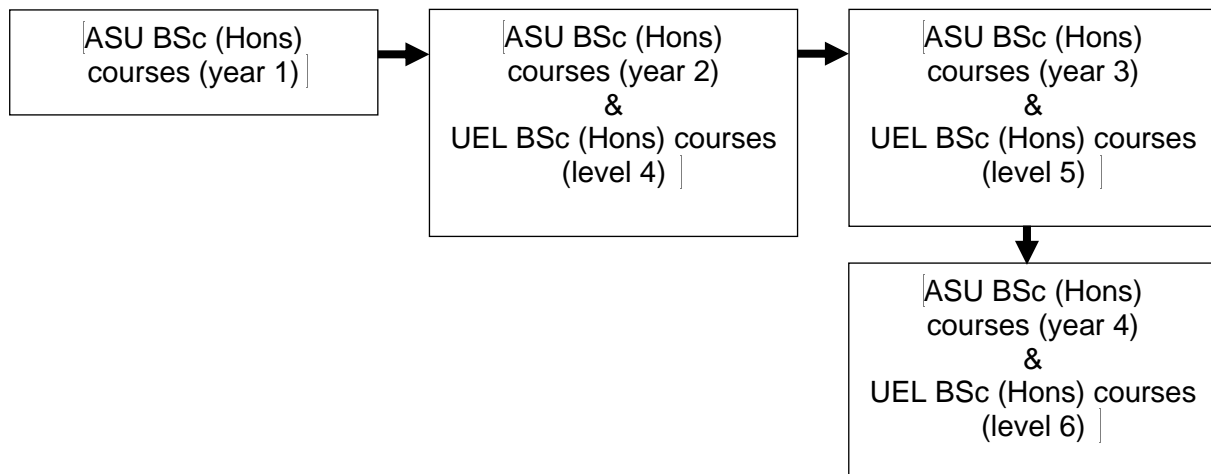 ASU BSc (Hons)
courses (year 1)
ASU BSc (Hons)
courses (year 2)
&
UEL BSc (Hons) courses
(level 4)
ASU BSc (Hons)
courses (year 3)
&
UEL BSc (Hons) courses
(level 5)
ASU BSc (Hons)
courses (year 4)
&
UEL BSc (Hons) courses
(level 6)